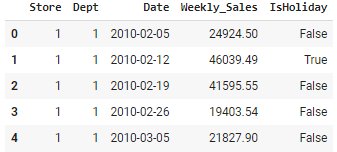 Store Dept Date Weekly_Sales IsHoliday
0 1 1 2010-02-05 24924.50 False
1 1 1 2010-02-12 46039.49 True
2 1 1 2010-02-19 41595.55 False
3 1 1 2010-02-26 19403.54 False
4 1 1 2010-03-05 21827.90 False